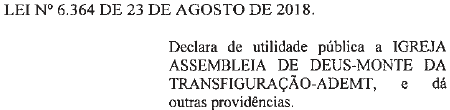 LEI Nº 6.364 DE 23 DE AGOSTO DE 2018.
Declara de utilidade pública a IGREJA
ASSEMBLEIA DE DEUS-MONTE DA
TRANSFIGURAÇÃO-ADEMT, e dá
outras providências.